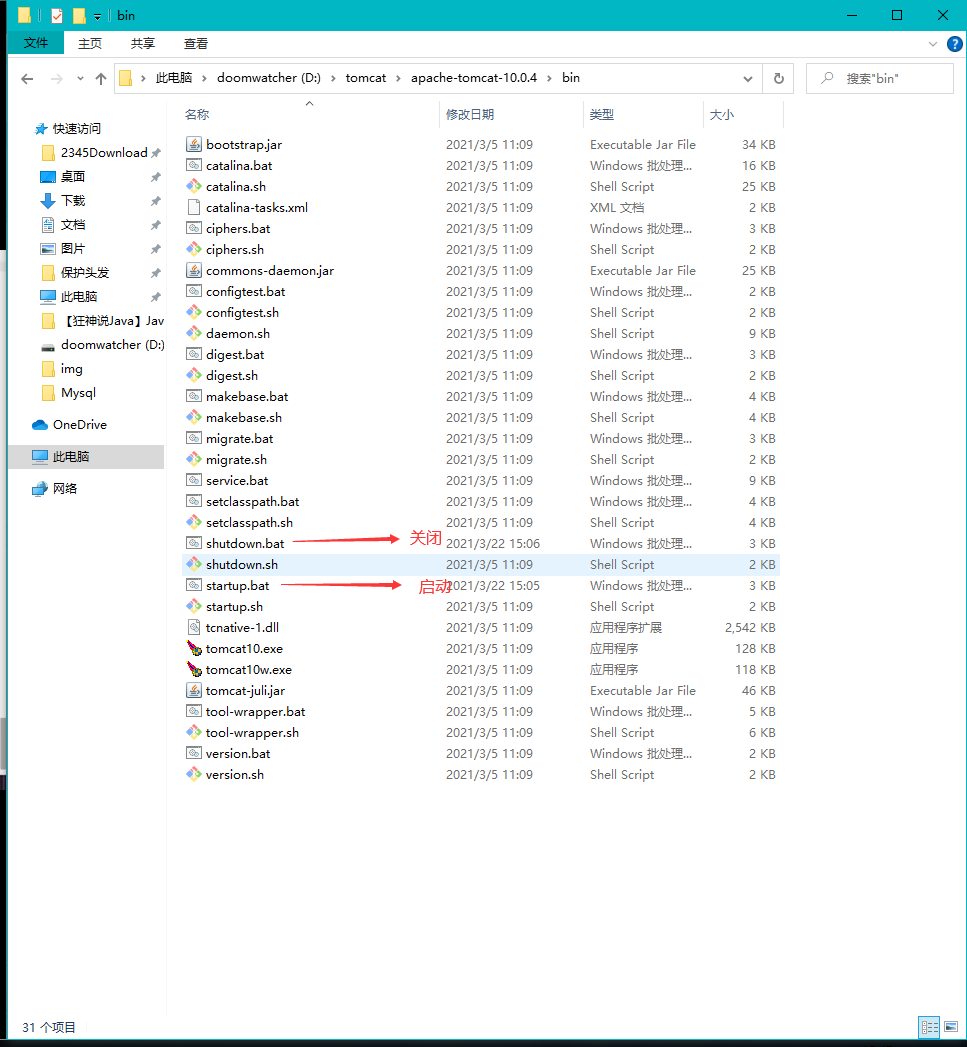 bin
文件 主页 共享 查看
此电脑 doomwatcher (D:) tomcat apache-tomcat-10.0.4 bin 搜索"bin"
名称 修改日期 类型 大小
快速访问
2345Download
桌面
下载
文档
图片
保护头发
此电脑
【狂神说Java】Jav
doomwatcher (D:)
img
Mysql
OneDrive
此电脑
网络
bootstrap.jar 2021/3/5 11:09 Executable Jar File 34 KB
catalina.bat 2021/3/5 11:09 Windows 批处理... 16 KB
catalina.sh 2021/3/5 11:09 Shell Script 25 KB
catalina-tasks.xml 2021/3/5 11:09 XML 文档 2 KB
ciphers.bat 2021/3/5 11:09 Windows 批处理... 3 KB
ciphers.sh 2021/3/5 11:09 Shell Script 2 KB
commons-daemon.jar 2021/3/5 11:09 Executable Jar File 25 KB
configtest.bat 2021/3/5 11:09 Windows 批处理... 2 KB
configtest.sh 2021/3/5 11:09 Shell Script 2 KB
daemon.sh 2021/3/5 11:09 Shell Script 9 KB
digest.bat 2021/3/5 11:09 Windows 批处理... 3 KB
digest.sh 2021/3/5 11:09 Shell Script 2 KB
makebase.bat 2021/3/5 11:09 Windows 批处理... 4 KB
makebase.sh 2021/3/5 11:09 Shell Script 4 KB
migrate.bat 2021/3/5 11:09 Windows 批处理... 3 KB
migrate.sh 2021/3/5 11:09 Shell Script 2 KB
service.bat 2021/3/5 11:09 Windows 批处理... 9 KB
setclasspath.bat 2021/3/5 11:09 Windows 批处理... 4 KB
setclasspath.sh 2021/3/5 11:09 Shell Script 4 KB
shutdown.bat 关闭 2021/3/22 15:06 Windows 批处理... 3 KB
shutdown.sh 2021/3/5 11:09 Shell Script 2 KB
startup.bat 启动 2021/3/22 15:05 Windows 批处理... 3 KB
startup.sh 2021/3/5 11:09 Shell Script 2 KB
tcnative-1.dll 2021/3/5 11:09 应用程序扩展 2,542 KB
tomcat10.exe 2021/3/5 11:09 应用程序 128 KB
tomcat10w.exe 2021/3/5 11:09 应用程序 118 KB
tomcat-juli.jar 2021/3/5 11:09 Executable Jar File 46 KB
tool-wrapper.bat 2021/3/5 11:09 Windows 批处理... 5 KB
tool-wrapper.sh 2021/3/5 11:09 Shell Script 6 KB
version.bat 2021/3/5 11:09 Windows 批处理... 2 KB
version.sh 2021/3/5 11:09 Shell Script 2 KB
31 个项目